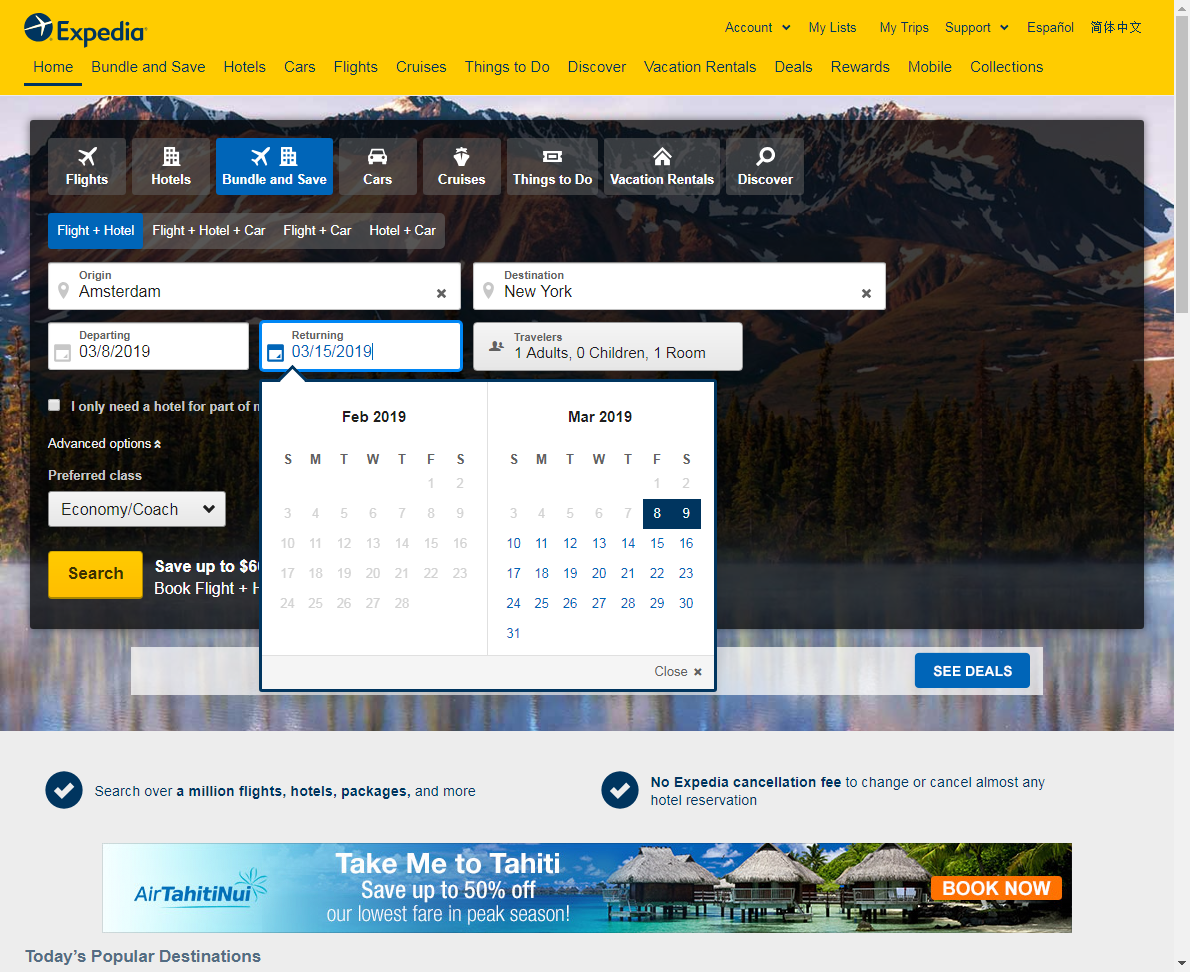 Expedia
Account My Lists My Trips Support Español 简体中文
Home Bundle and Save Hotels Cars Flights Cruises Things to Do Discover Vacation Rentals Deals Rewards Mobile Collections
Flights Hotels Bundle and Save Cars Cruises Things to Do Vacation Rentals Discover
Flight + Hotel Flight + Hotel + Car Flight + Car Hotel + Car
Origin
Amsterdam
Destination
New York
Departing
03/8/2019
Returning
03/15/2019
Travelers
1 Adults, 0 Children, 1 Room
I only need a hotel for part of
Advanced options
Preferred class
Economy/Coach
Search
Save up to $6
Book Flight +
Feb 2019
S M T W T F S
1 2
3 4 5 6 7 8 9
10 11 12 13 14 15 16
17 18 19 20 21 22 23
24 25 26 27 28
Mar 2019
S M T W T F S
1 2
3 4 5 6 7 8 9
10 11 12 13 14 15 16
17 18 19 20 21 22 23
24 25 26 27 28 29 30
31
Close
SEE DEALS
Search over a million flights, hotels, packages, and more
No Expedia cancellation fee to change or cancel almost any
hotel reservation
AirTahitiNui
Take Me to Tahiti
Save up to 50% off
our lowest fare in peak season!
BOOK NOW
Today's Popular Destinations